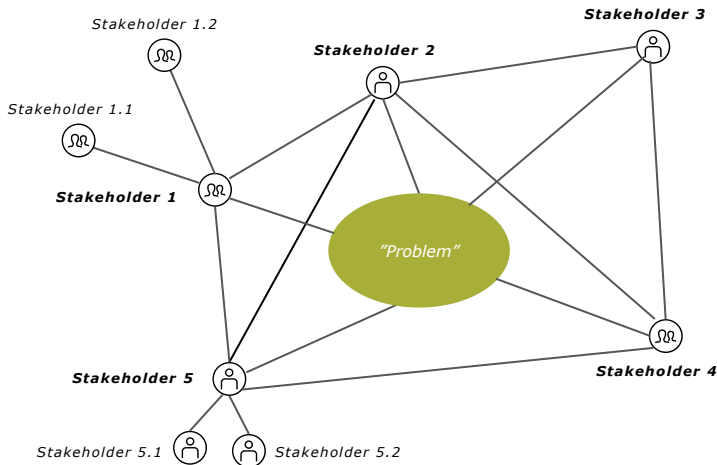 Stakeholder 1.2
Stakeholder 3
Stakeholder 2
Stakeholder 1.1
Stakeholder 1
"Problem"
Stakeholder 4
Stakeholder 5
Stakeholder 5.1
Stakeholder 5.2